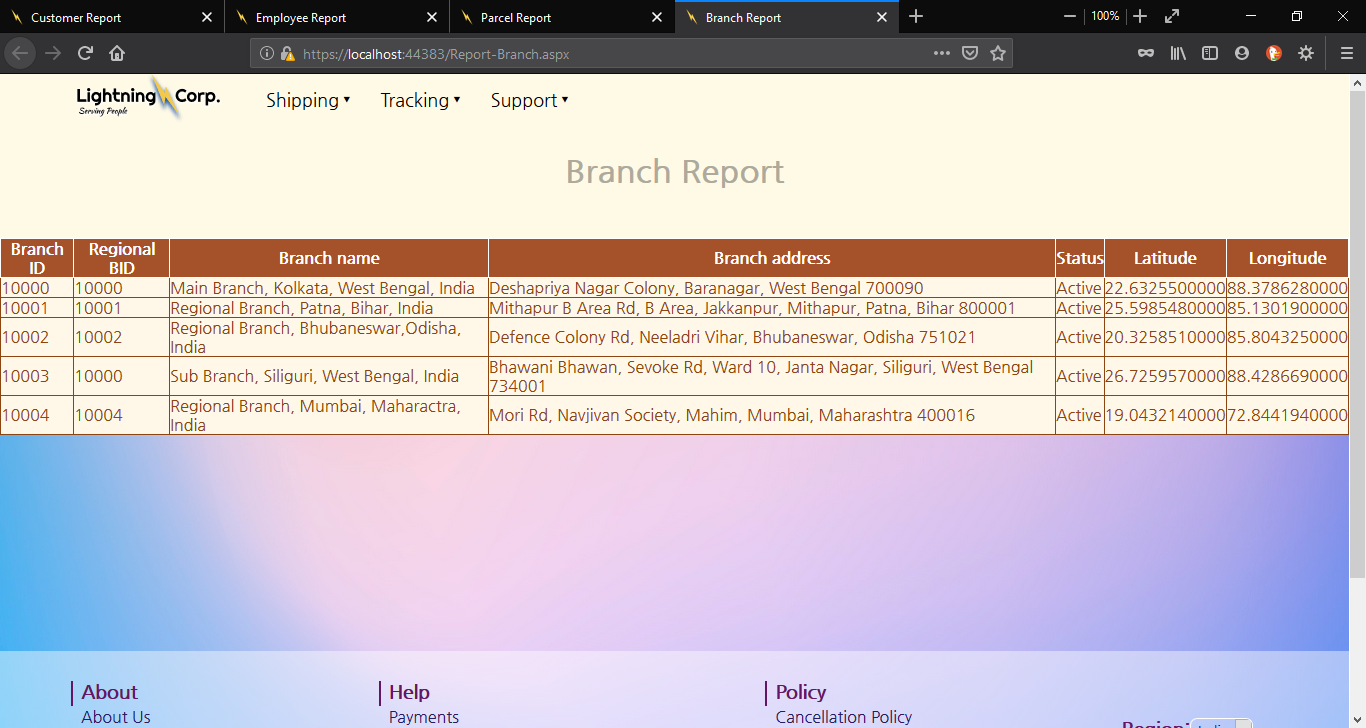 Customer Report
Employee Report
Parcel Report
Branch Report
100%
https://localhost:44383/Report-Branch.aspx
Lightning Corp.
Serving People
Shipping ▾
Tracking ▾
Support ▾
Branch Report
Branch ID Regional BID Branch name Branch address Status Latitude Longitude
10000 10000 Main Branch, Kolkata, West Bengal, India Deshapriya Nagar Colony, Baranagar, West Bengal 700090 Active 22.6325500000 88.3786280000
10001 10001 Regional Branch, Patna, Bihar, India Mithapur B Area Rd, B Area, Jakkanpur, Mithapur, Patna, Bihar 800001 Active 25.5985480000 85.1301900000
10002 10002 Regional Branch, Bhubaneswar,Odisha, India Defence Colony Rd, Neeladri Vihar, Bhubaneswar, Odisha 751021 Active 20.3258510000 85.8043250000
10003 10000 Sub Branch, Siliguri, West Bengal, India Bhawani Bhawan, Sevoke Rd, Ward 10, Janta Nagar, Siliguri, West Bengal 734001 Active 26.7259570000 88.4286690000
10004 10004 Regional Branch, Mumbai, Maharactra, India Mori Rd, Navjivan Society, Mahim, Mumbai, Maharashtra 400016 Active 19.0432140000 72.8441940000
About
About Us
Help
Payments
Policy
Cancellation Policy
Region: